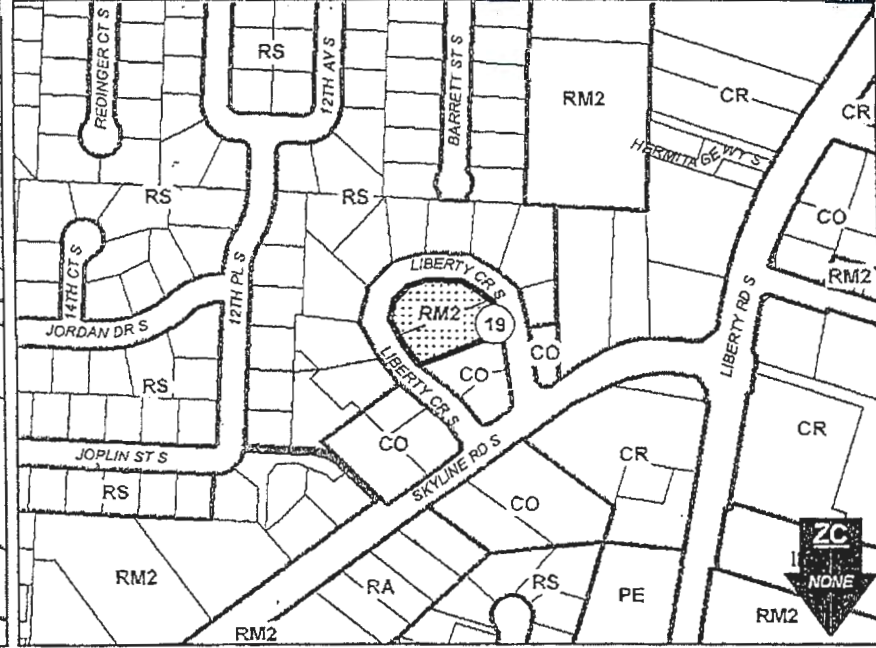 REDINGER CT S
RS
12TH AV S
BARRETT ST S
RM2
CR
CR
HERMITAGE WY S
RS
RS
CO
RM2
14TH CT S
12TH PL S
LIBERTY CR S
RM2
19
LIBERTY RD S
JORDAN DR S
CO
CO
LIBERTY CR S
RS
CO
CR
CR
JOPLIN ST S
SKYLINE RD S
RS
CO
ZC
NONE
RM2
RA
RS
PE
RM2
RM2